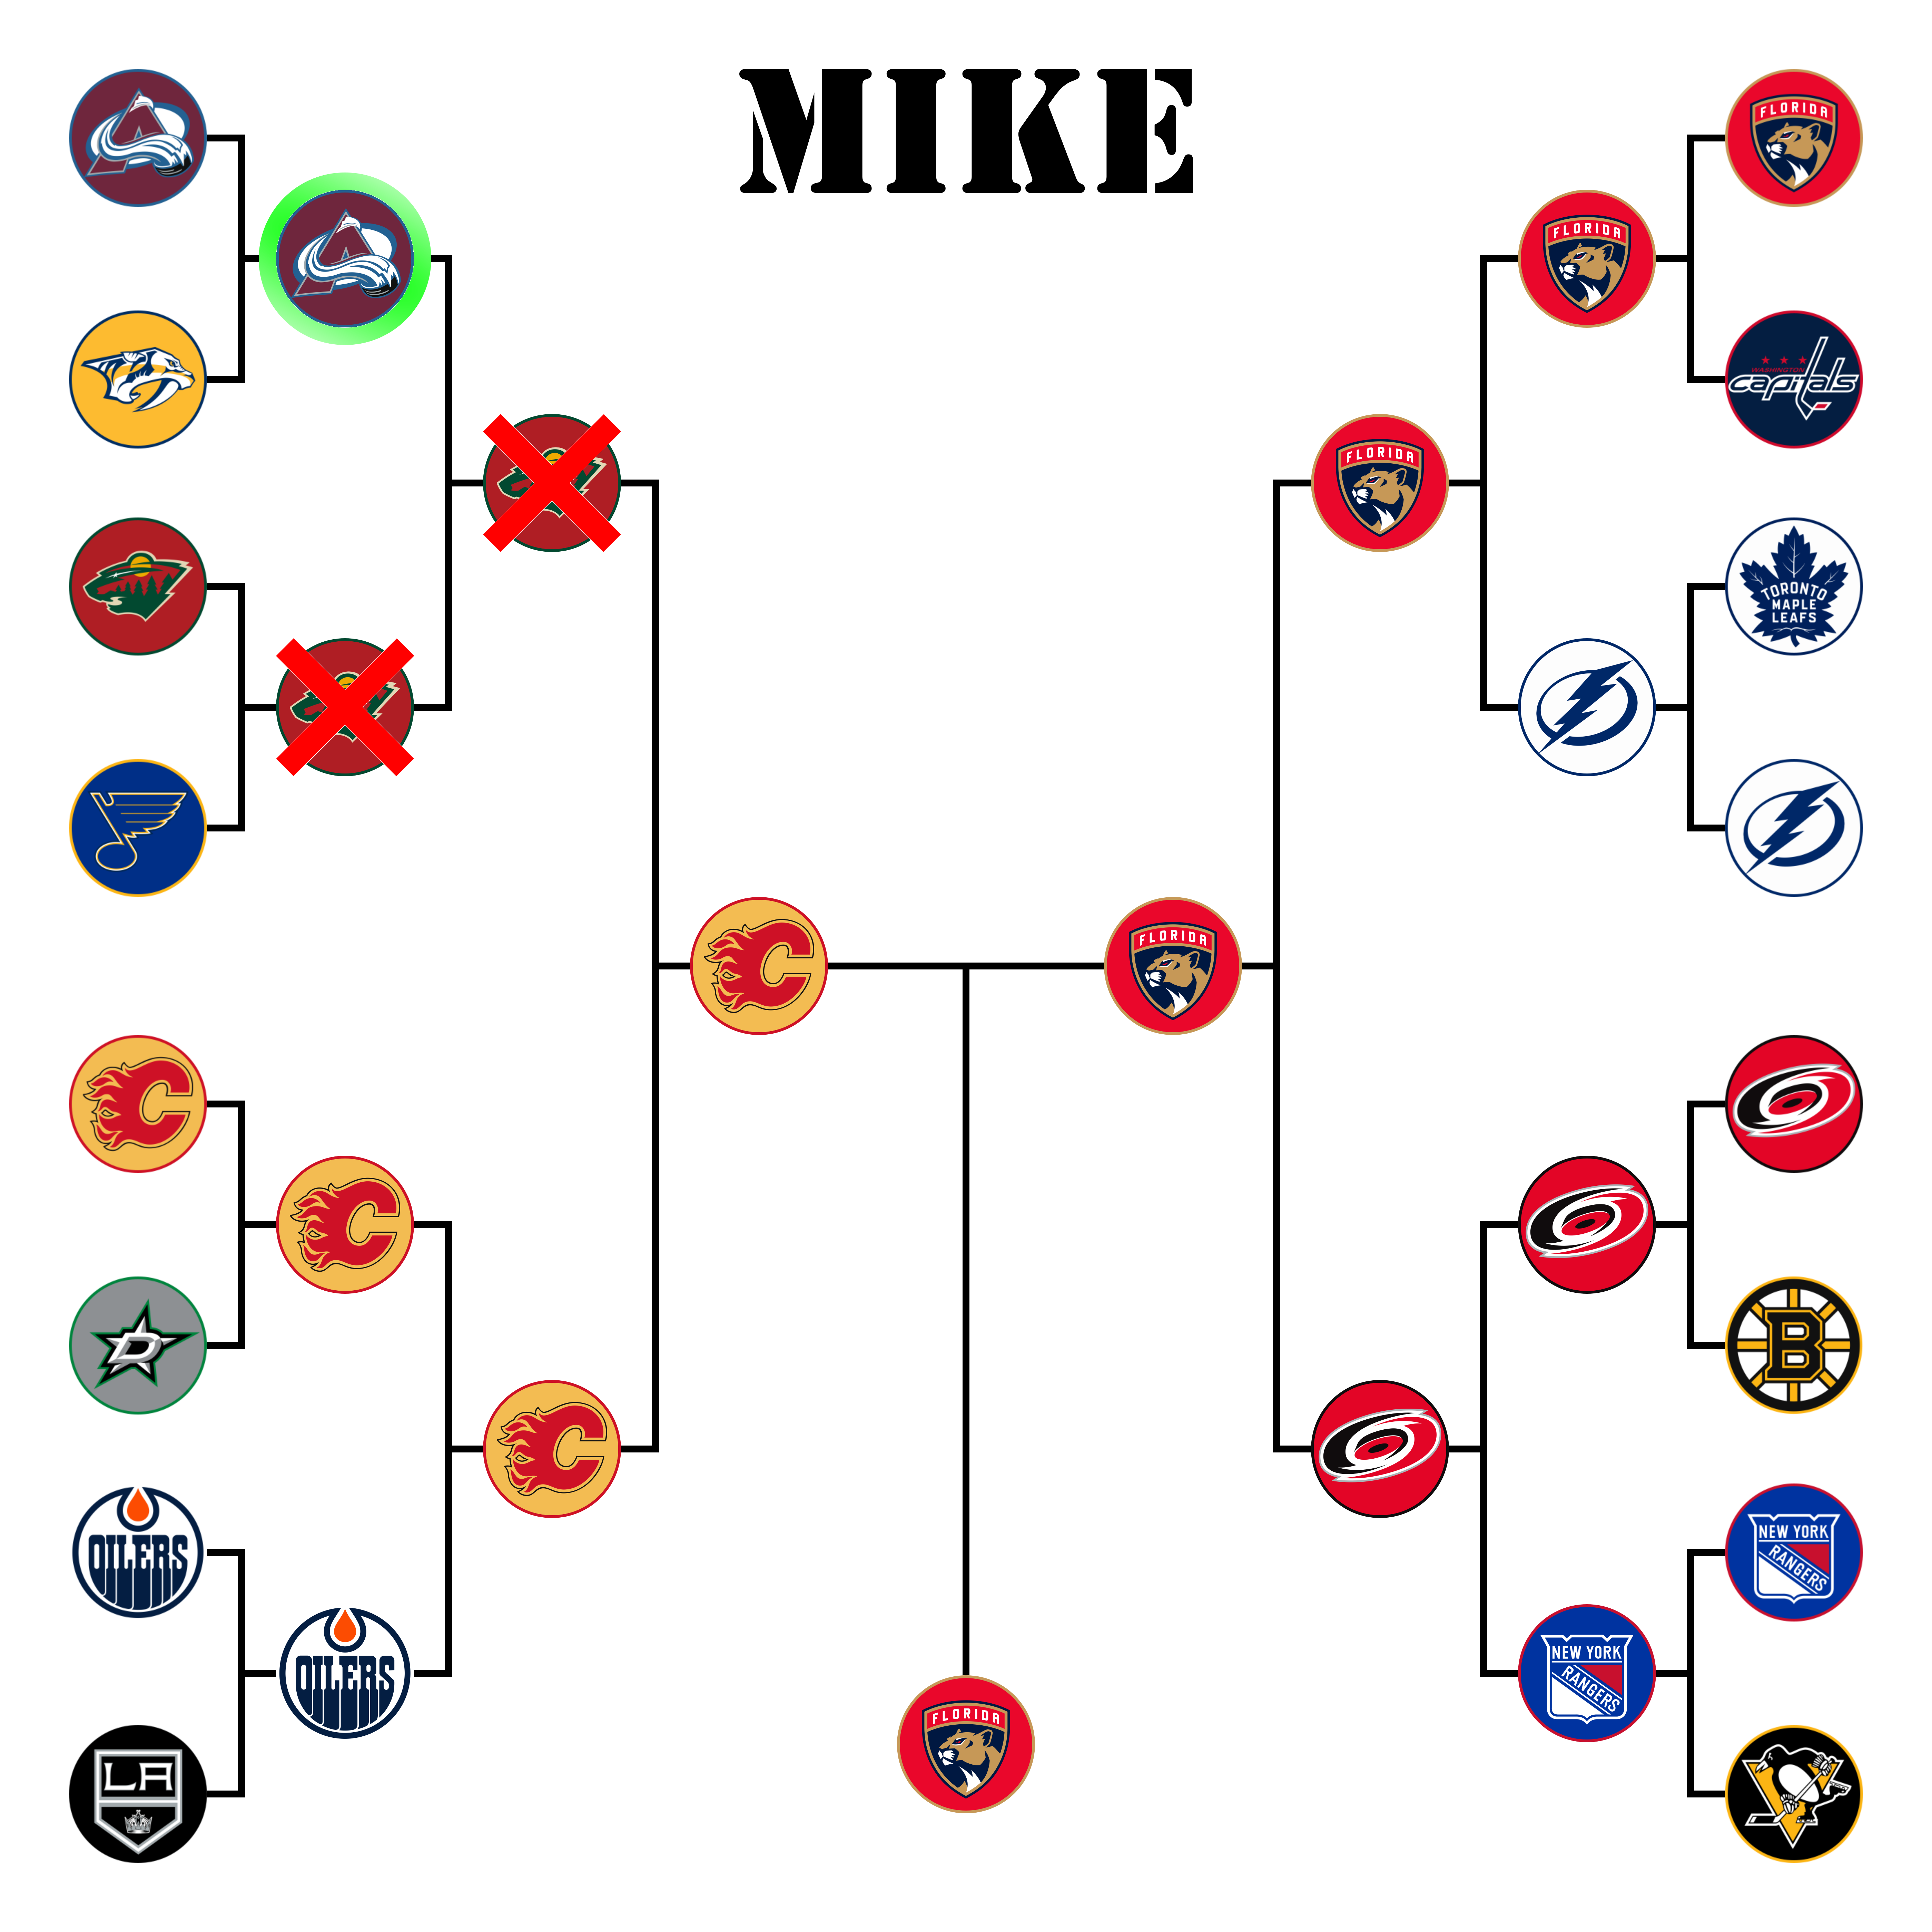 MIKE
FLORIDA
FLORIDA
WASHINGTON
capitals
FLORIDA
TORONTO
MAPLE
LEAFS
FLORIDA
C
C
C
C
D
B
OILERS
NEW YORK
RANGERS
OILERS
NEW YORK
RANGERS
FLORIDA
LA
A
A